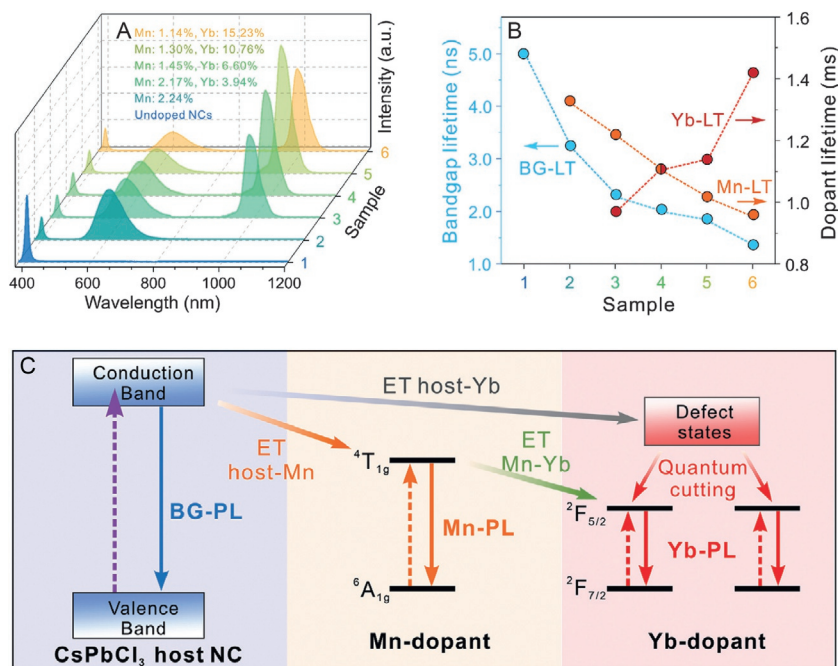 A
Mn: 1.14%, Yb: 15.23%
Mn: 1.30%, Yb: 10.76%
Mn: 1.45%, Yb: 6.60%
Mn: 2.17%, Yb: 3.94%
Mn: 2.24%
Undoped NCs
Intensity (a.u.)
6
5
4
3
2
1
Sample
400 600 800 1000 1200
Wavelength (nm)
B
Bandgap lifetime (ns)
5.0
4.0
3.0
2.0
1.0
BG-LT
Yb-LT
Mn-LT
1.6
1.4
1.2
1.0
0.8
Dopant lifetime (ms)
1 2 3 4 5 6
Sample
C
Conduction
Band
BG-PL
Valence
Band
CsPbCl₃ host NC
ET host-Yb
ET
host-Mn
⁴T₁g
Mn-PL
⁶A₁g
Mn-dopant
ET
Mn-Yb
Defect
states
Quantum
cutting
²F₅/₂
Yb-PL
²F₇/₂
Yb-dopant